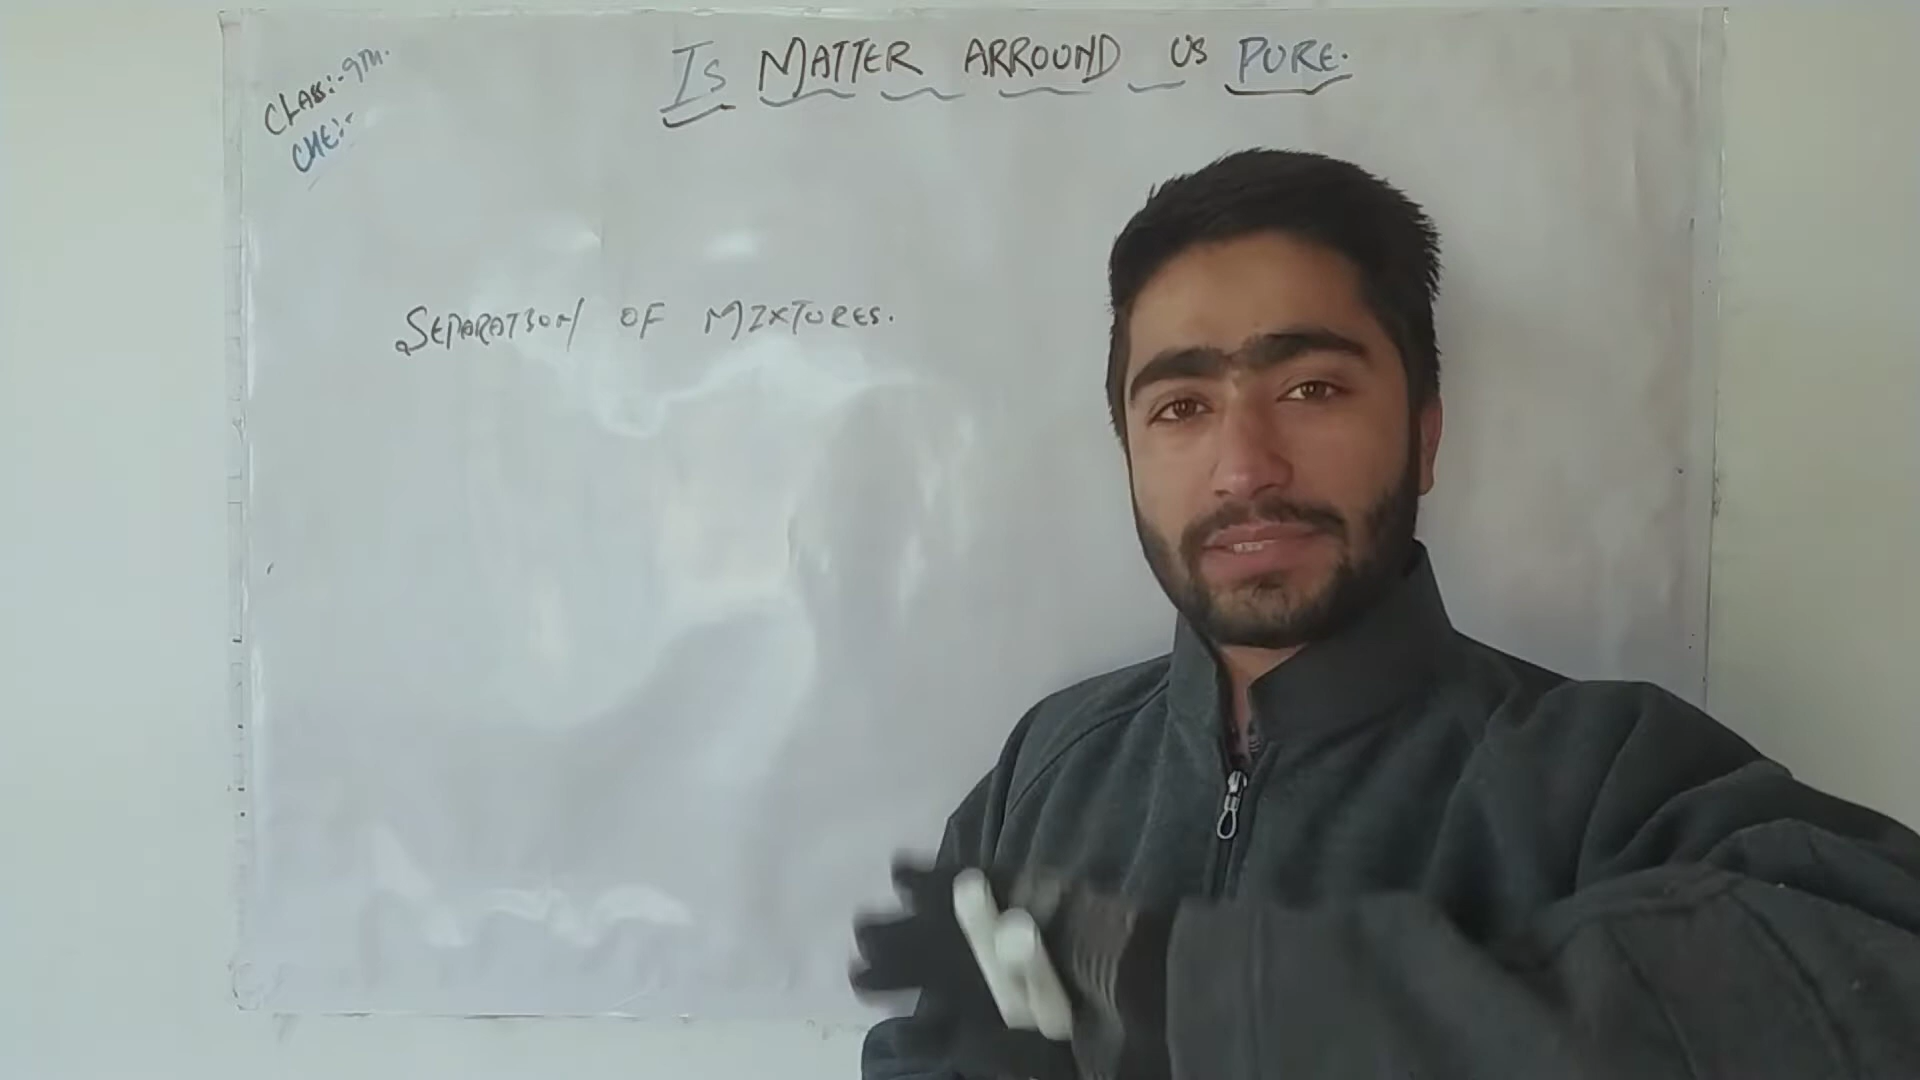 IS MATTER ARROUND US PURE.
CLASS:-9TH.
CHE:-
SEPARATION OF MIXTURES.